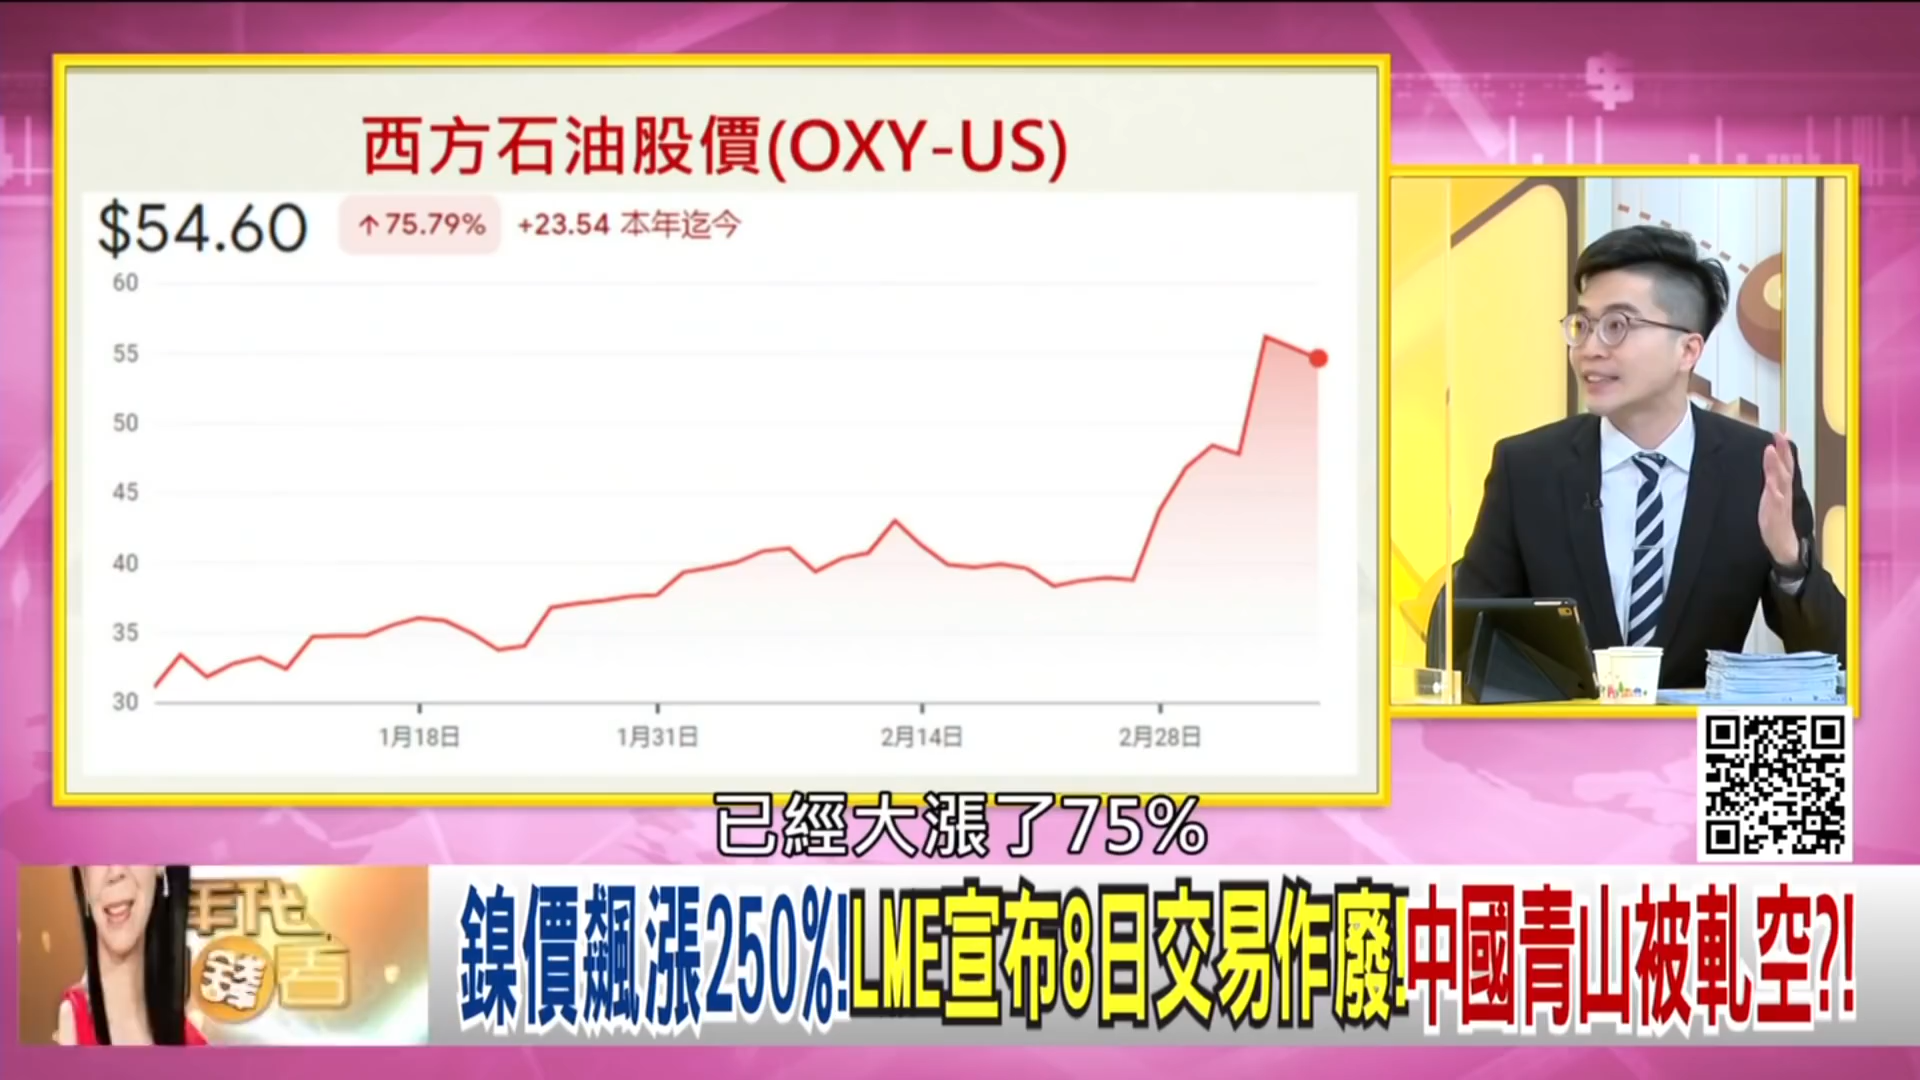 西方石油股價(OXY-US)
$54.60 ↑75.79% +23.54 本年迄今
60
55
50
45
40
35
30
1月18日 1月31日 2月14日 2月28日
已經大漲了75%
年代
錢
鎳價飆漲250%!LME宣布8日交易作廢!中國青山被軋空?!